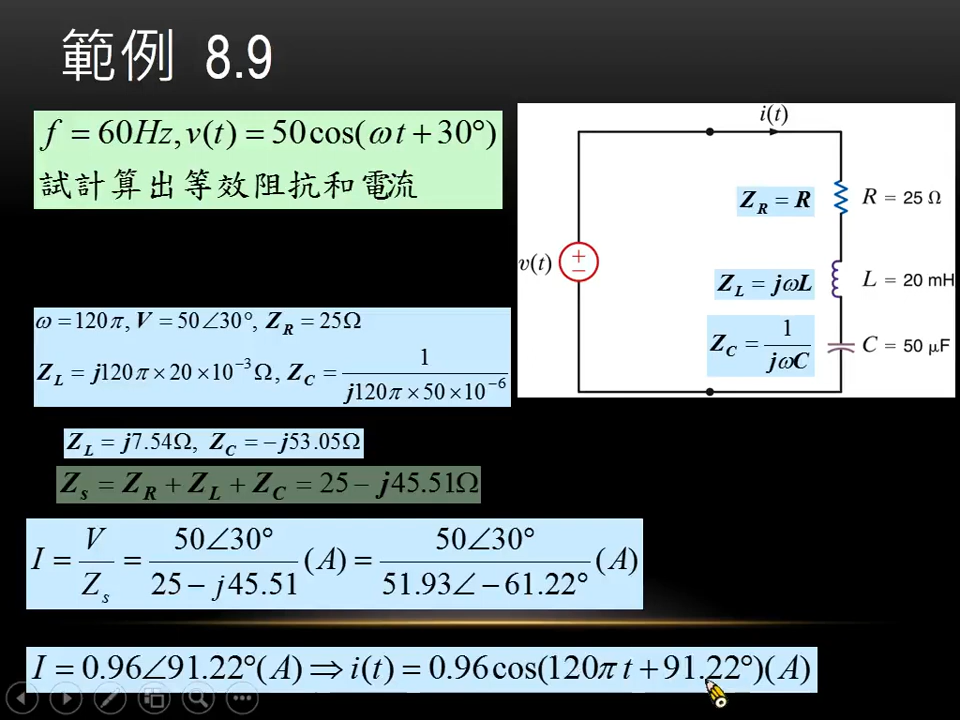 範例 8.9
f = 60Hz, v(t) = 50cos(ωt + 30°)
試計算出等效阻抗和電流
i(t)
Z_R = R
R = 25 Ω
v(t)
+
−
Z_L = jωL
L = 20 mH
Z_C = 1/(jωC)
C = 50 μF
ω = 120π, V = 50∠30°, Z_R = 25Ω
Z_L = j120π × 20 × 10⁻³ Ω, Z_C = 1/(j120π × 50 × 10⁻⁶)
Z_L = j7.54Ω, Z_C = −j53.05Ω
Z_s = Z_R + Z_L + Z_C = 25 − j45.51Ω
I = V/Z_s = 50∠30°/(25 − j45.51) (A) = 50∠30°/(51.93∠−61.22°) (A)
I = 0.96∠91.22°(A) ⇒ i(t) = 0.96cos(120πt + 91.22°)(A)